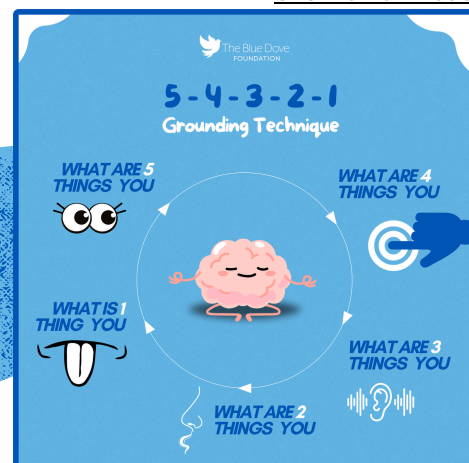 The Blue Dove
FOUNDATION
5-4-3-2-1
Grounding Technique
WHAT ARE 5
THINGS YOU
WHAT ARE 4
THINGS YOU
WHAT ARE 3
THINGS YOU
WHAT ARE 2
THINGS YOU
WHAT IS 1
THING YOU